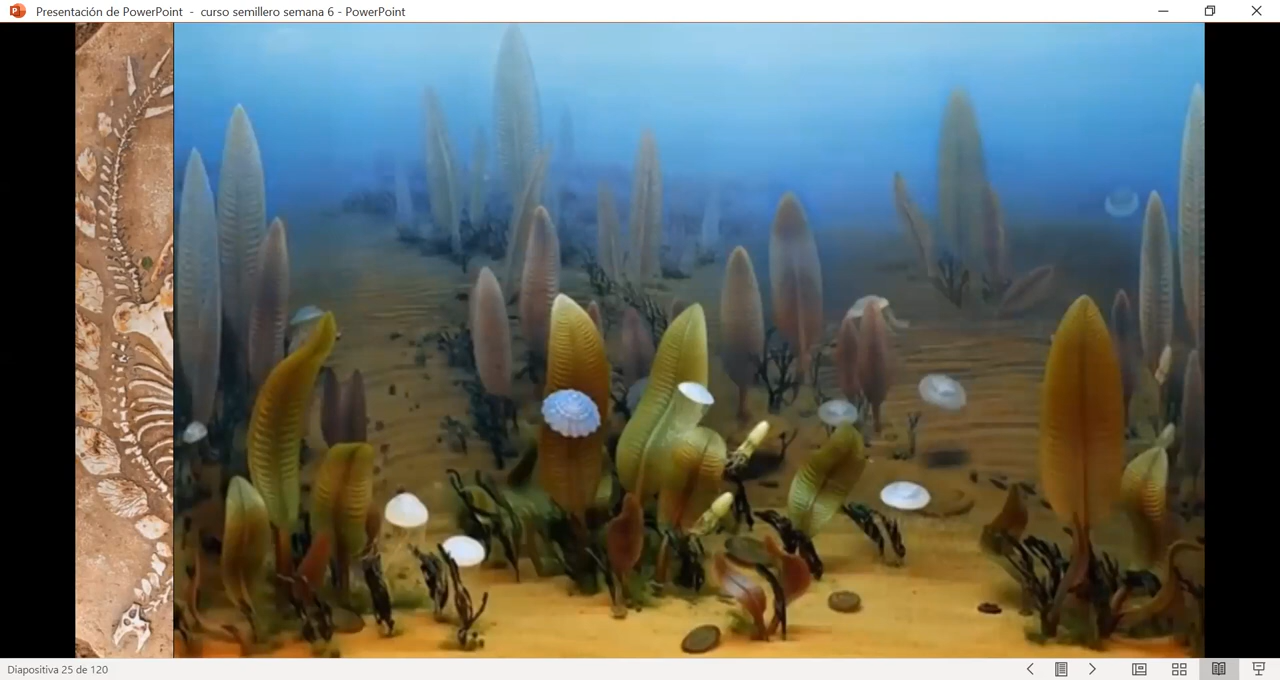 Presentación de PowerPoint - curso semillero semana 6 - PowerPoint
Diapositiva 25 de 120